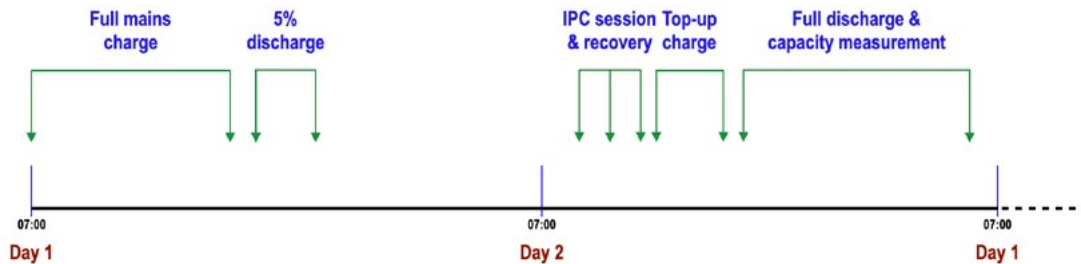 Full mains
charge
5%
discharge
IPC session
& recovery
Top-up
charge
Full discharge &
capacity measurement
07:00
07:00
07:00
Day 1
Day 2
Day 1